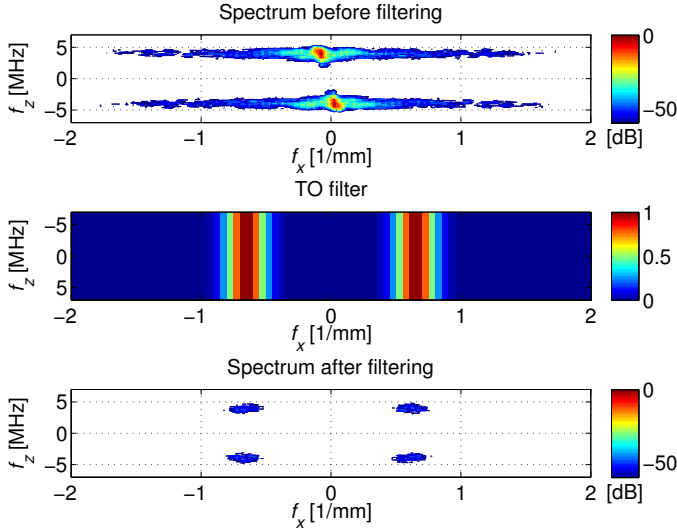 Spectrum before filtering
5
0
−5
f_z [MHz]
−2 −1 0 1 2
f_x [1/mm]
0
−50
[dB]
TO filter
−5
0
5
f_z [MHz]
−2 −1 0 1 2
f_x [1/mm]
1
0.5
0
Spectrum after filtering
5
0
−5
f_z [MHz]
−2 −1 0 1 2
f_x [1/mm]
0
−50
[dB]